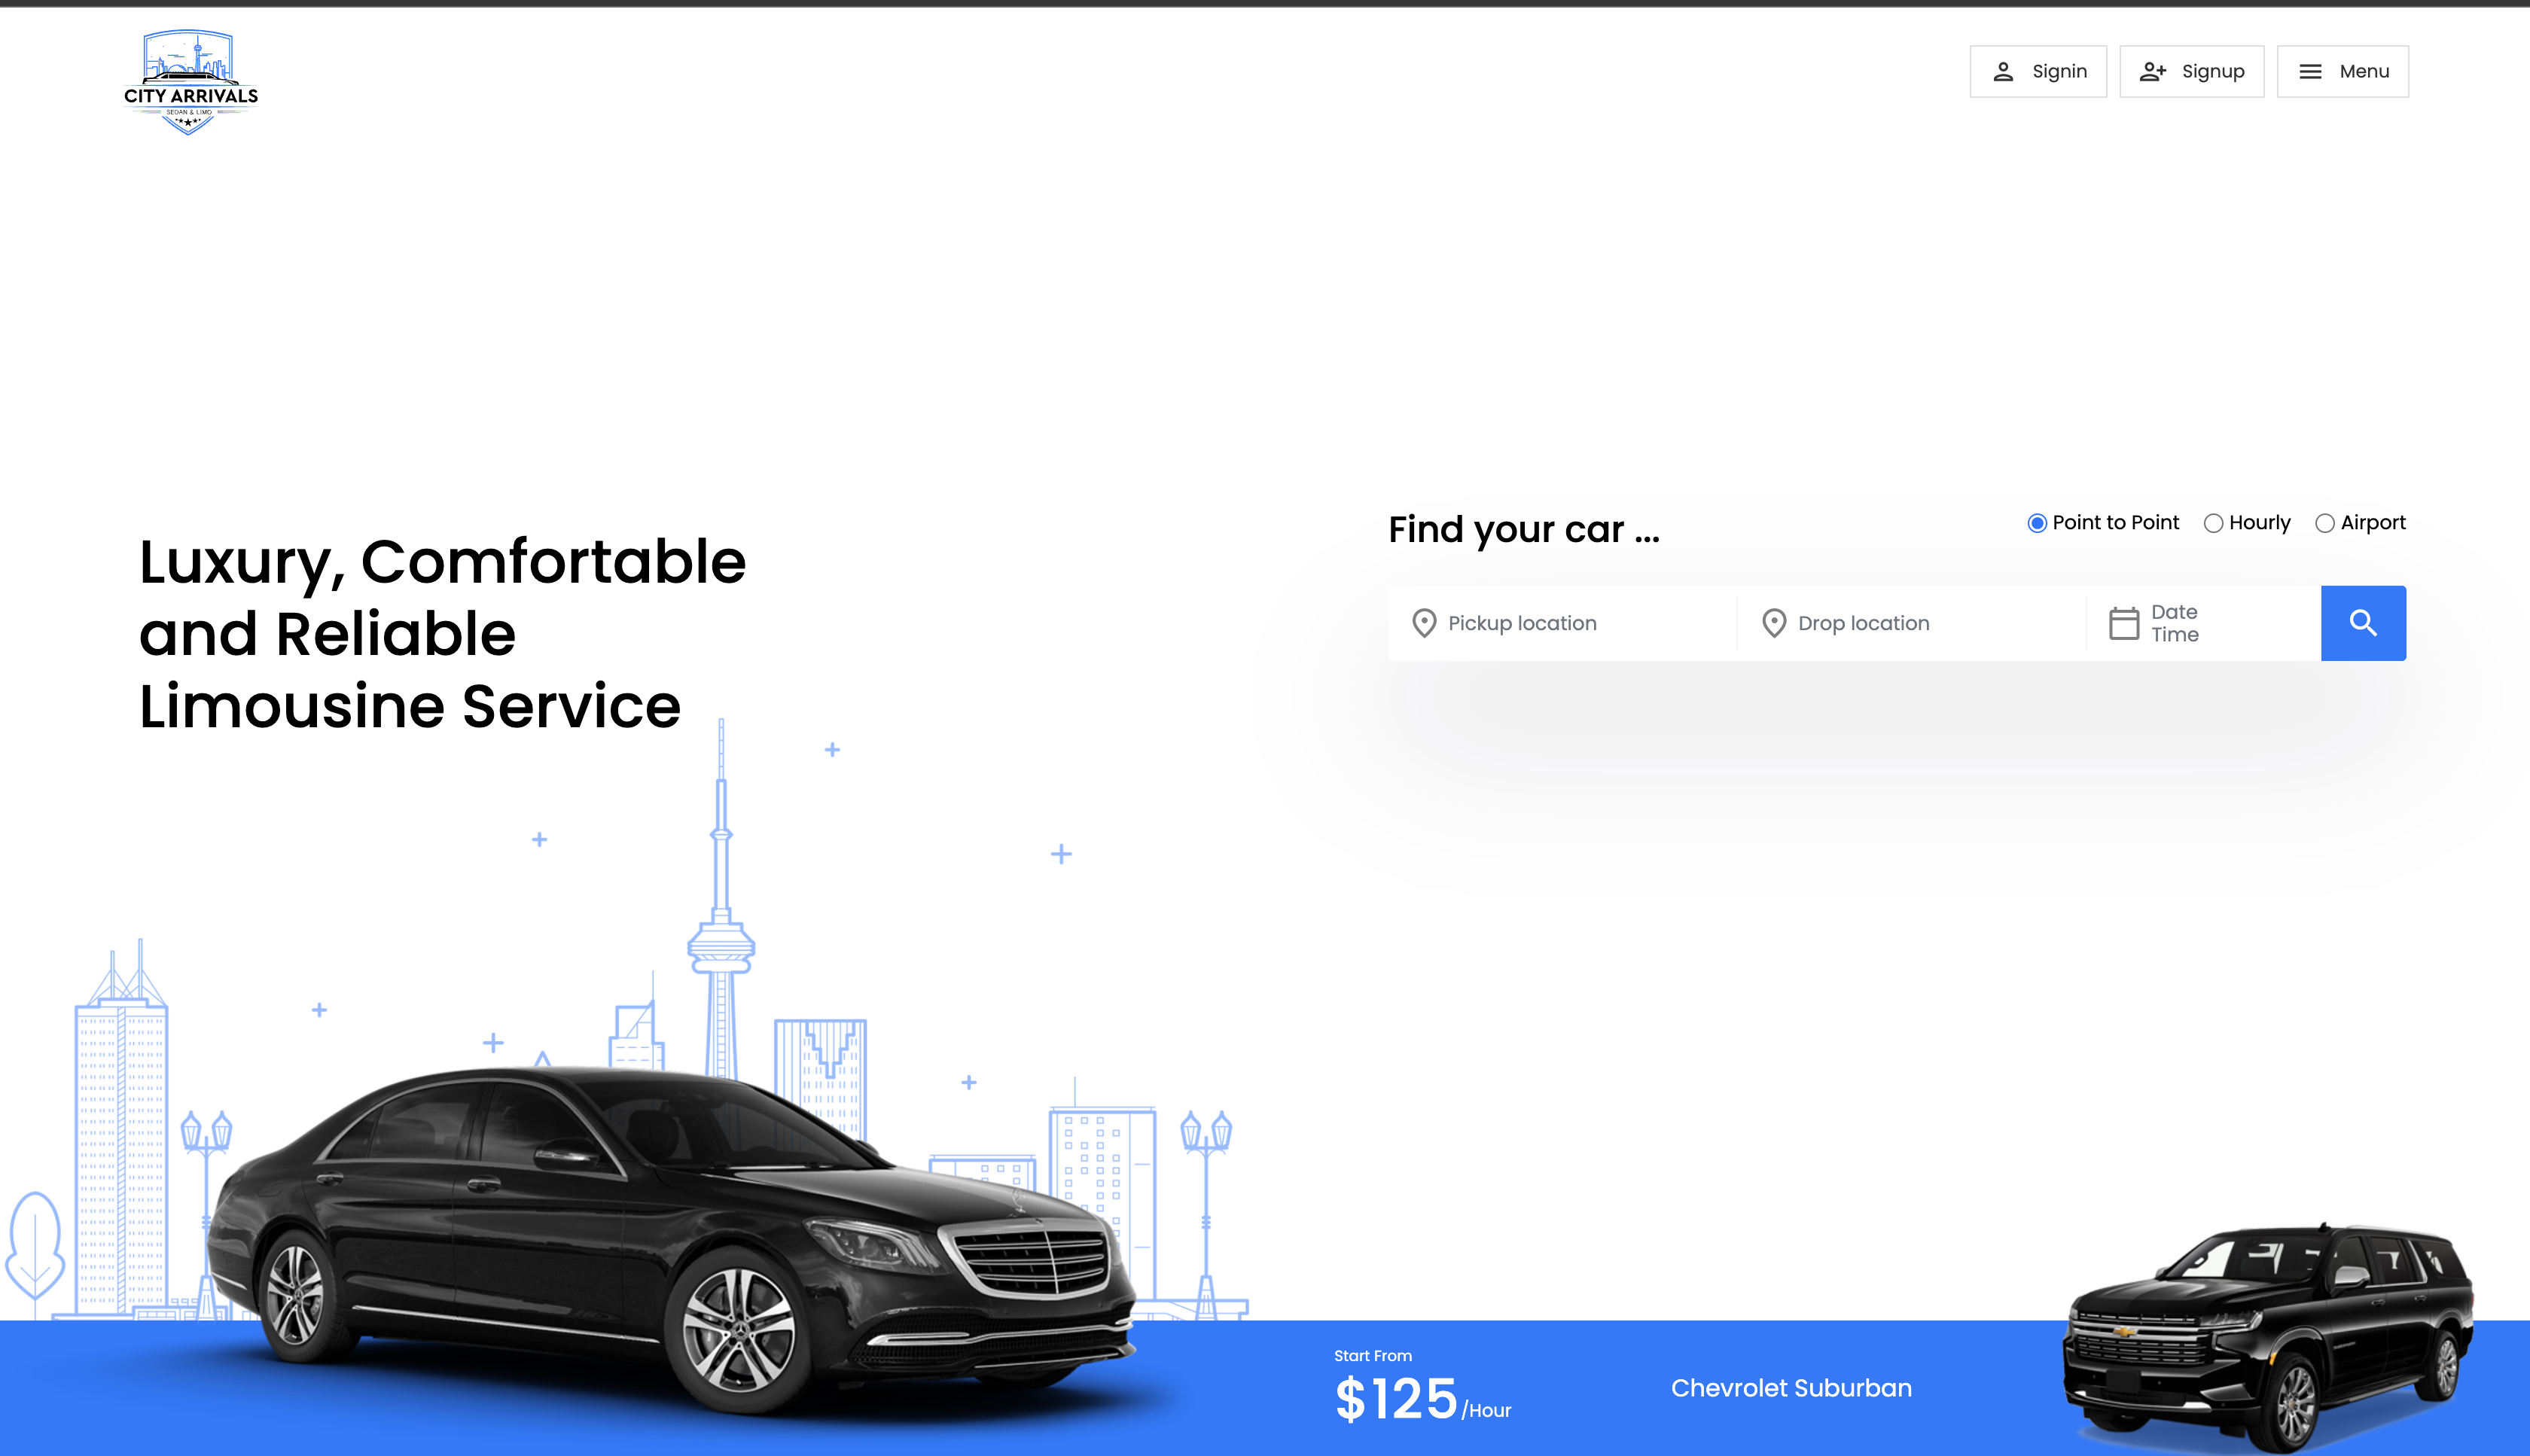 CITY ARRIVALS
SEDAN & LIMO
Signin
Signup
Menu
Luxury, Comfortable
and Reliable
Limousine Service
Find your car ...
Point to Point
Hourly
Airport
Pickup location
Drop location
Date
Time
Start From
$125/Hour
Chevrolet Suburban